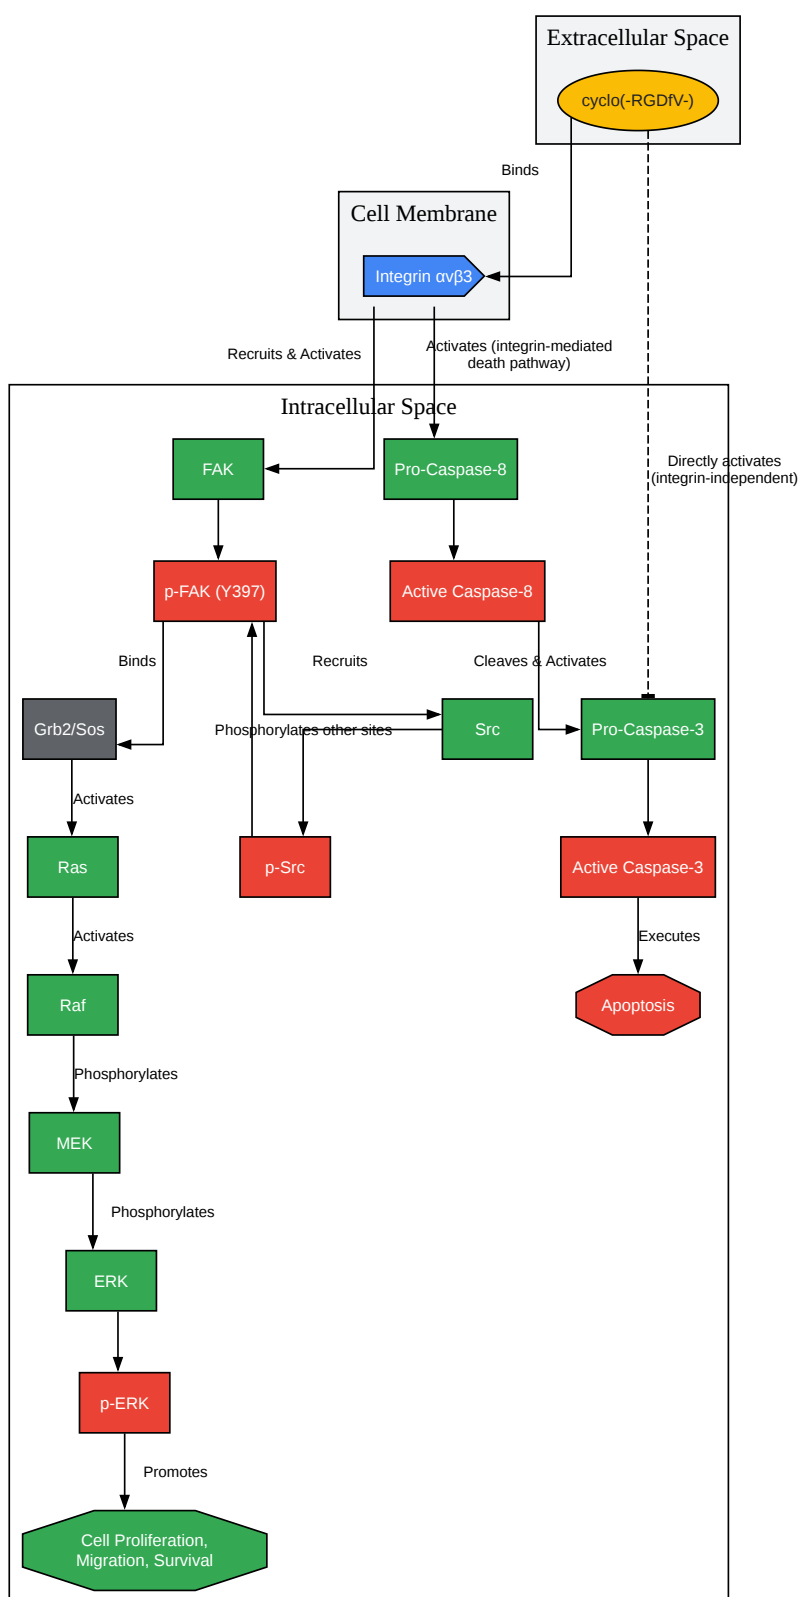 Extracellular Space
cyclo(-RGDfV-)
Binds
Cell Membrane
Integrin αvβ3
Recruits & Activates
Activates (integrin-mediated
death pathway)
Intracellular Space
Directly activates
(integrin-independent)
FAK
Pro-Caspase-8
p-FAK (Y397)
Active Caspase-8
Binds
Recruits
Cleaves & Activates
Grb2/Sos
Phosphorylates other sites
Src
Pro-Caspase-3
Activates
Ras
p-Src
Active Caspase-3
Activates
Executes
Raf
Apoptosis
Phosphorylates
MEK
Phosphorylates
ERK
p-ERK
Promotes
Cell Proliferation,
Migration, Survival